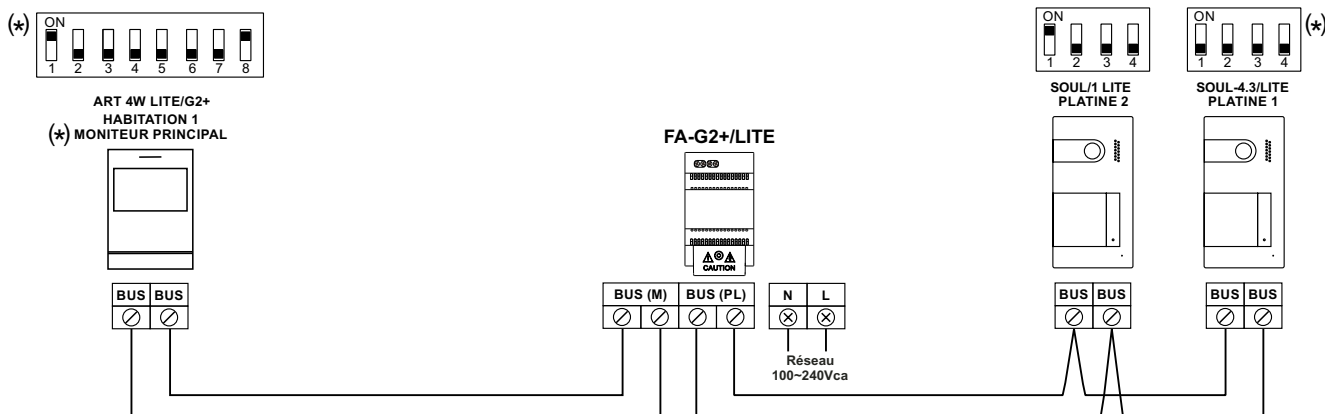 (*)
ON
1 2 3 4 5 6 7 8
ART 4W LITE/G2+
HABITATION 1
(*) MONITEUR PRINCIPAL
BUS BUS
FA-G2+/LITE
CAUTION
BUS (M) BUS (PL) N L
Réseau
100~240Vca
ON
1 2 3 4
SOUL/1 LITE
PLATINE 2
BUS BUS
ON
1 2 3 4
(*)
SOUL-4.3/LITE
PLATINE 1
BUS BUS